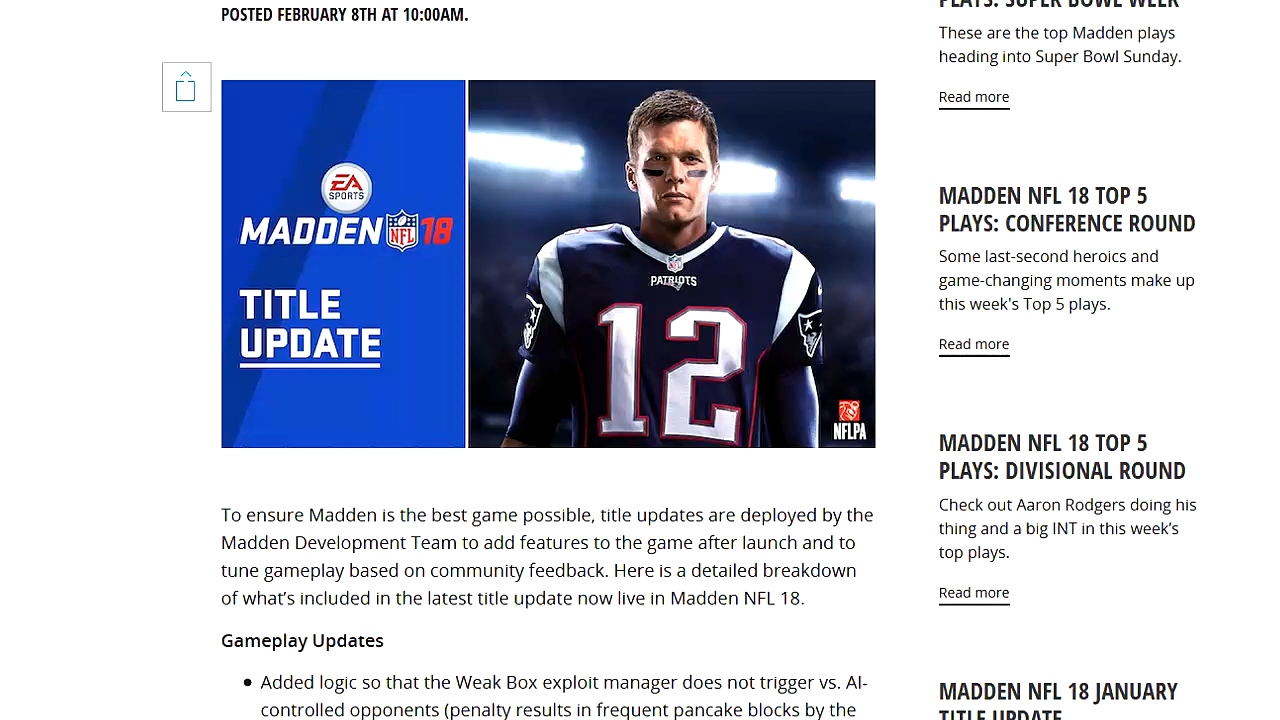 POSTED FEBRUARY 8TH AT 10:00AM.
EA
SPORTS
MADDEN NFL 18
TITLE
UPDATE
NFL
PATRIOTS
12
NFLPA
To ensure Madden is the best game possible, title updates are deployed by the
Madden Development Team to add features to the game after launch and to
tune gameplay based on community feedback. Here is a detailed breakdown
of what’s included in the latest title update now live in Madden NFL 18.
Gameplay Updates
• Added logic so that the Weak Box exploit manager does not trigger vs. AI-
controlled opponents (penalty results in frequent pancake blocks by the
PLAYS: SUPER BOWL WEEK
These are the top Madden plays
heading into Super Bowl Sunday.
Read more
MADDEN NFL 18 TOP 5
PLAYS: CONFERENCE ROUND
Some last-second heroics and
game-changing moments make up
this week's Top 5 plays.
Read more
MADDEN NFL 18 TOP 5
PLAYS: DIVISIONAL ROUND
Check out Aaron Rodgers doing his
thing and a big INT in this week’s
top plays.
Read more
MADDEN NFL 18 JANUARY
TITLE UPDATE